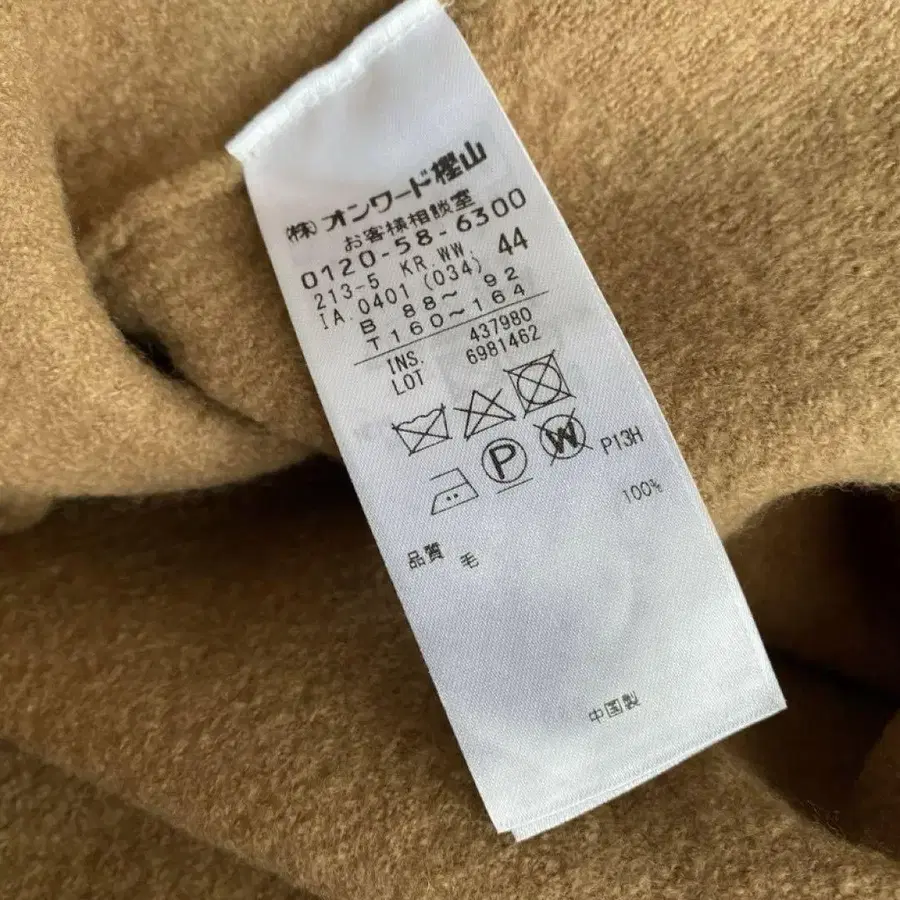 (株)オンワード樫山
お客様相談室
0120-58-6300
213-5 KR.WW. 44
IA 0401 (034)
B 88~ 92
T 160~164
INS. 437980
LOT 6981462
P W P13H
品質 毛 100%
中国製